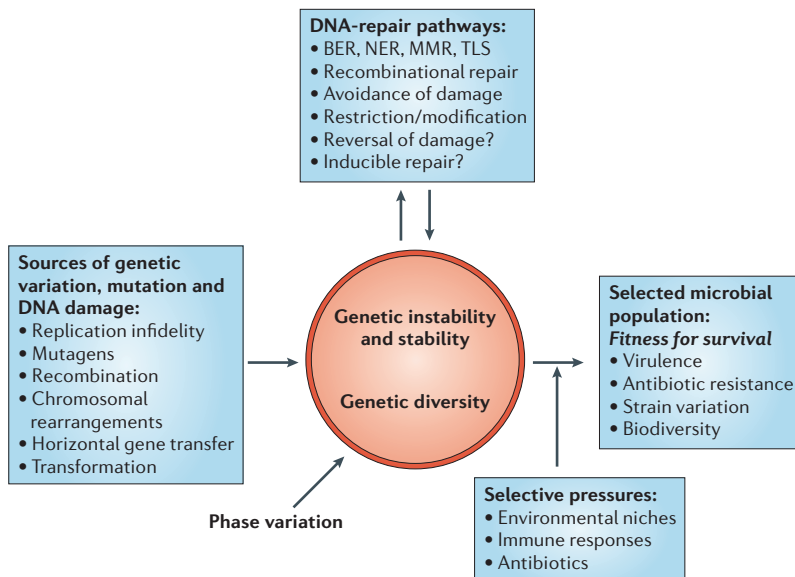 DNA-repair pathways:
• BER, NER, MMR, TLS
• Recombinational repair
• Avoidance of damage
• Restriction/modification
• Reversal of damage?
• Inducible repair?
Sources of genetic
variation, mutation and
DNA damage:
• Replication infidelity
• Mutagens
• Recombination
• Chromosomal
rearrangements
• Horizontal gene transfer
• Transformation
Genetic instability
and stability
Genetic diversity
Phase variation
Selected microbial
population:
Fitness for survival
• Virulence
• Antibiotic resistance
• Strain variation
• Biodiversity
Selective pressures:
• Environmental niches
• Immune responses
• Antibiotics